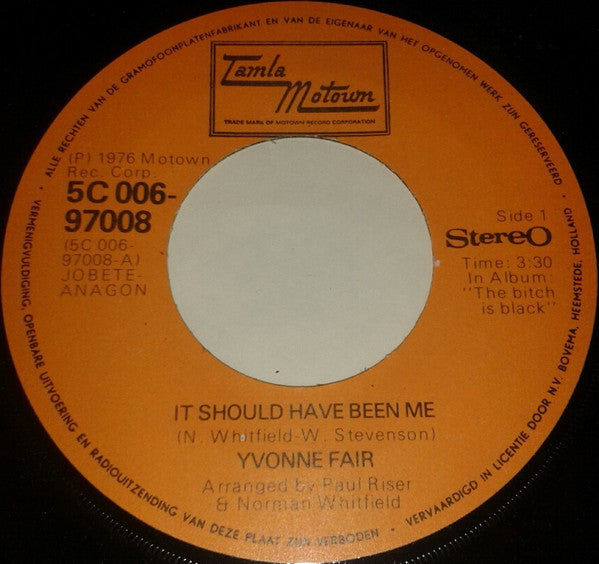 ALLE RECHTEN VAN DE GRAMOFOONPLATENFABRIKANT EN VAN DE EIGENAAR VAN HET OPGENOMEN WERK ZIJN GERESERVEERD
Tamla
Motown
TRADE MARK OF MOTOWN RECORD CORPORATION
(P) 1976 Motown
Rec. Corp.
5C 006-
97008
(5C 006-
97008-A)
JOBETE-
ANAGON
Side 1
Stereo
Time: 3:30
In Album:
"The bitch
is black"
IT SHOULD HAVE BEEN ME
(N. Whitfield-W. Stevenson)
YVONNE FAIR
Arranged by Paul Riser
& Norman Whitfield
VERMENIGVULDIGING, OPENBARE UITVOERING EN RADIOUITZENDING VAN DEZE PLAAT ZIJN VERBODEN
VERVAARDIGD IN LICENTIE DOOR N.V. BOVEMA, HEEMSTEDE, HOLLAND